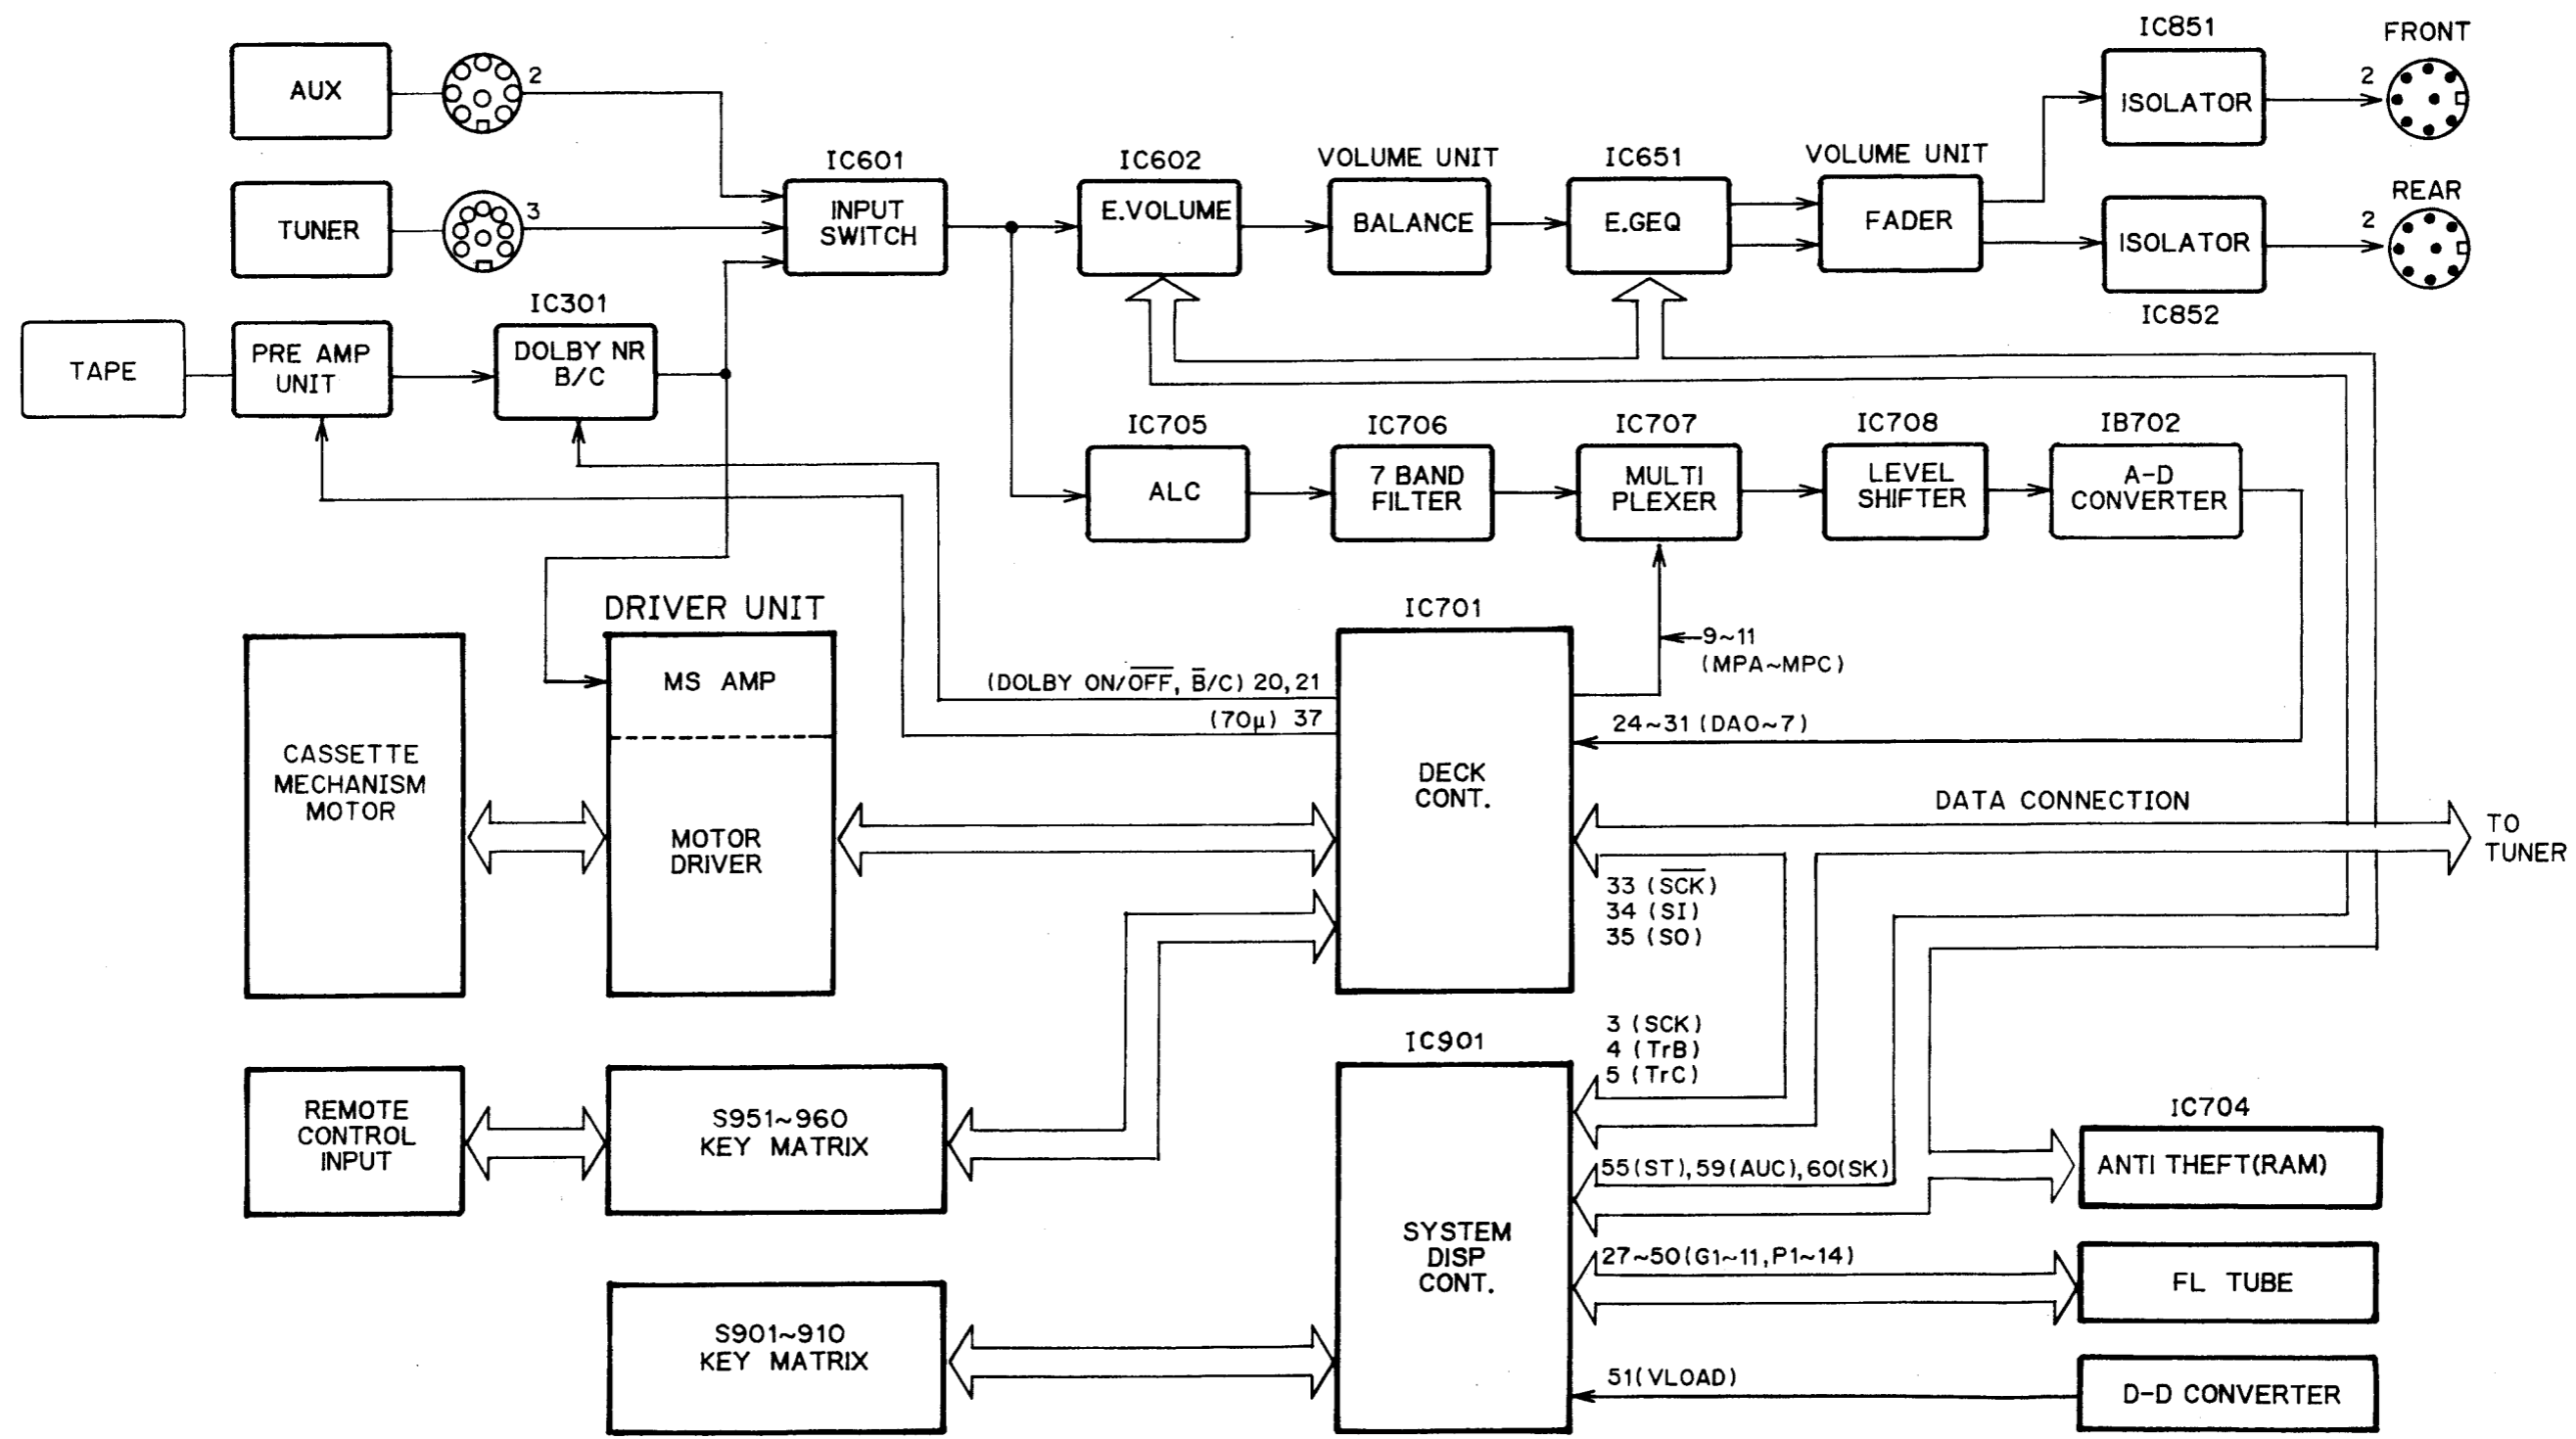 IC851
FRONT
AUX
2
ISOLATOR
2
IC601
IC602
VOLUME UNIT
IC651
VOLUME UNIT
REAR
TUNER
3
INPUT
SWITCH
E.VOLUME
BALANCE
E.GEQ
FADER
ISOLATOR
2
IC852
IC301
TAPE
PRE AMP
UNIT
DOLBY NR
B/C
IC705
IC706
IC707
IC708
IB702
ALC
7 BAND
FILTER
MULTI
PLEXER
LEVEL
SHIFTER
A-D
CONVERTER
DRIVER UNIT
IC701
9~11
(MPA~MPC)
MS AMP
(DOLBY ON/O̅F̅F̅, B̅/C) 20, 21
(70μ) 37
24~31 (DA0~7)
CASSETTE
MECHANISM
MOTOR
MOTOR
DRIVER
DECK
CONT.
DATA CONNECTION
TO
TUNER
33 (S̅C̅K̅)
34 (SI)
35 (SO)
3 (SCK)
4 (TrB)
5 (TrC)
IC901
REMOTE
CONTROL
INPUT
S951~960
KEY MATRIX
IC704
ANTI THEFT(RAM)
55(ST),59(AUC),60(SK)
SYSTEM
DISP
CONT.
27~50(G1~11,P1~14)
FL TUBE
S901~910
KEY MATRIX
51(VLOAD)
D-D CONVERTER